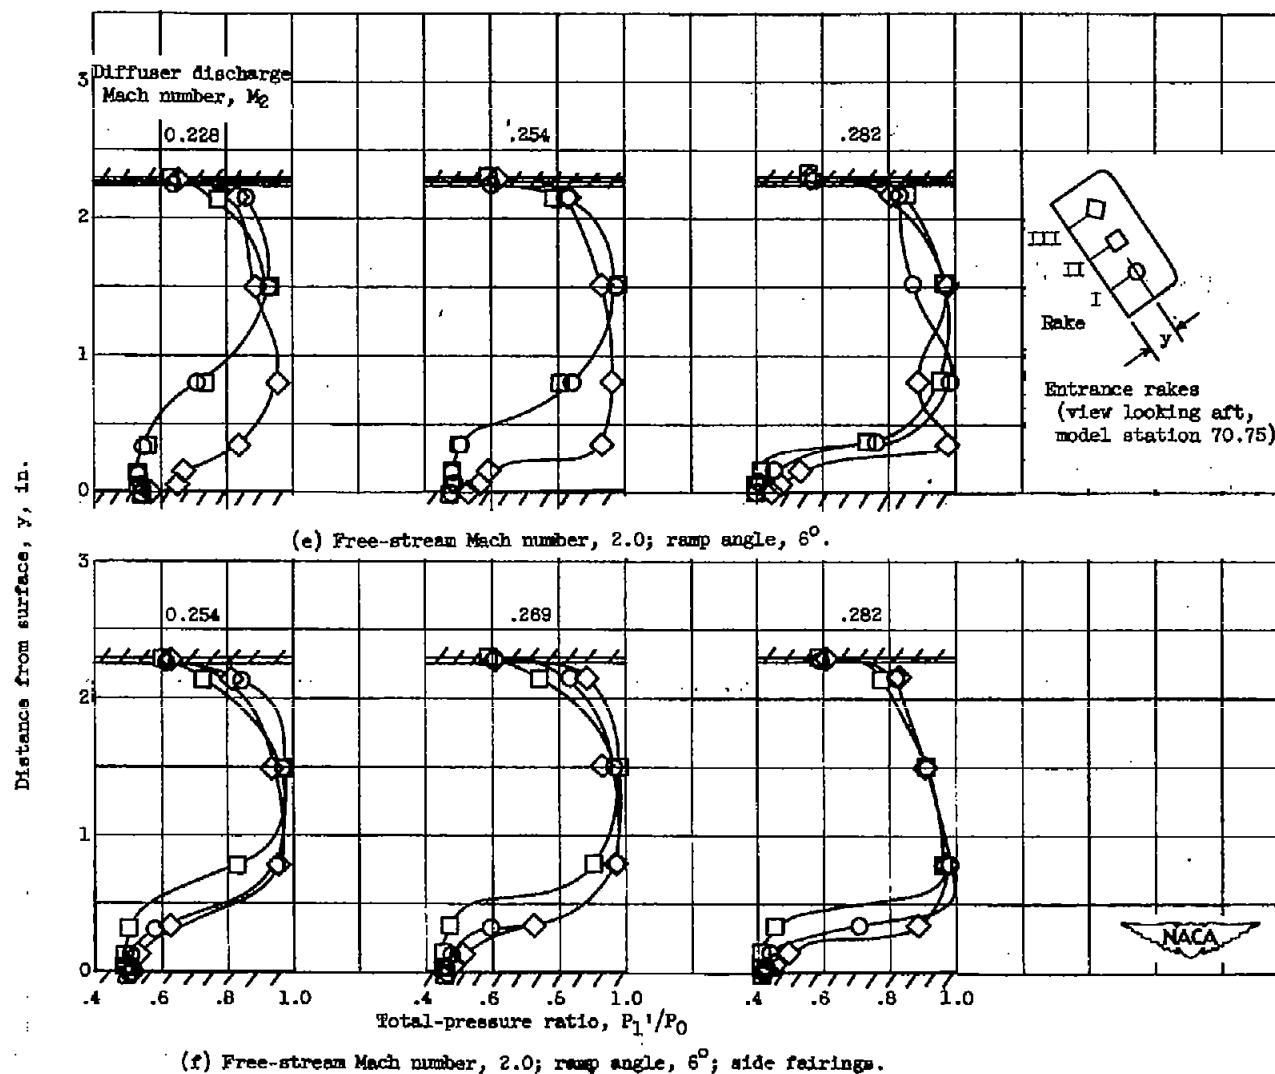 3
Diffuser discharge
Mach number, M2
0.228
.254
.282
2
III
II
I
Rake
y
1
Entrance rakes
(view looking aft,
model station 70.75)
0
(e) Free-stream Mach number, 2.0; ramp angle, 6°.
Distance from surface, y, in.
3
0.254
.269
.282
2
1
NACA
0
.4 .6 .8 1.0 .4 .6 .8 1.0 .4 .6 .8 1.0
Total-pressure ratio, P1'/P0
(f) Free-stream Mach number, 2.0; ramp angle, 6°; side fairings.